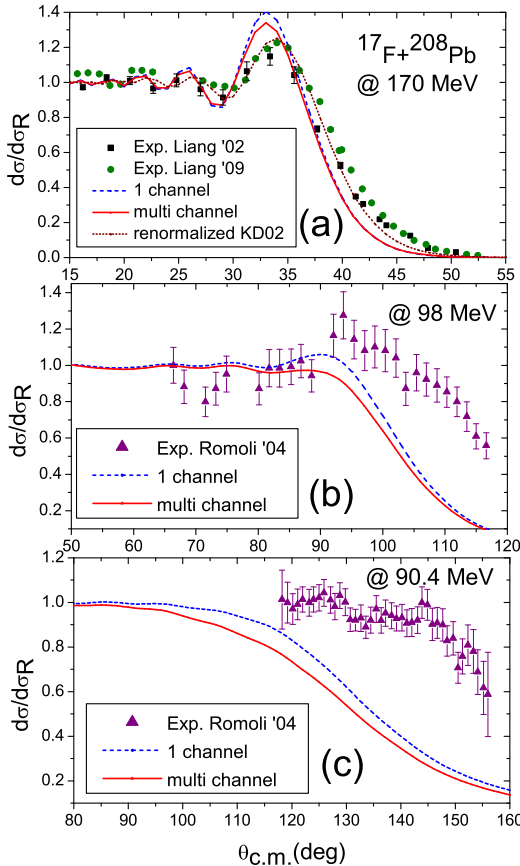 1.4
1.2
1.0
0.8
0.6
0.4
0.2
0.0
dσ/dσR
17F+208Pb
@ 170 MeV
Exp. Liang '02
Exp. Liang '09
1 channel
multi channel
renormalized KD02
(a)
15 20 25 30 35 40 45 50 55
1.4
1.2
1.0
0.8
0.6
0.4
0.2
dσ/dσR
@ 98 MeV
Exp. Romoli '04
1 channel
multi channel
(b)
50 60 70 80 90 100 110 120
1.2
1.0
0.8
0.6
0.4
0.2
dσ/dσR
@ 90.4 MeV
Exp. Romoli '04
1 channel
multi channel
(c)
80 90 100 110 120 130 140 150 160
θc.m.(deg)